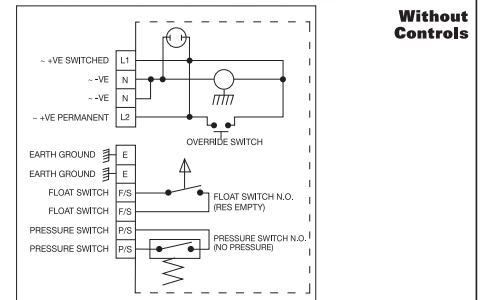 Without
Controls
~ +VE SWITCHED L1
~ -VE N
~ -VE N
~ +VE PERMANENT L2
OVERRIDE SWITCH
EARTH GROUND E
EARTH GROUND E
FLOAT SWITCH F/S
FLOAT SWITCH F/S
FLOAT SWITCH N.O.
(RES EMPTY)
PRESSURE SWITCH P/S
PRESSURE SWITCH P/S
PRESSURE SWITCH N.O.
(NO PRESSURE)